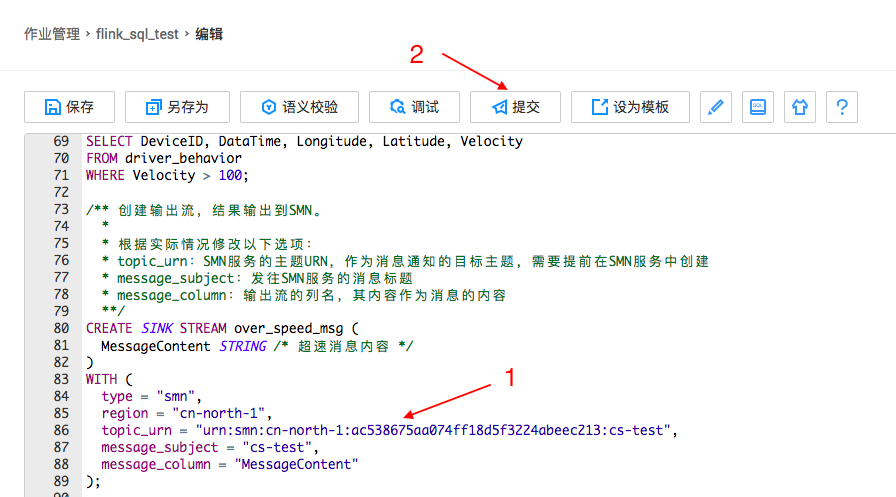 作业管理 › flink_sql_test › 编辑
2
保存 另存为 语义校验 调试 提交 设为模板 SQL ?
69 SELECT DeviceID, DataTime, Longitude, Latitude, Velocity
70 FROM driver_behavior
71 WHERE Velocity > 100;
72
73 /** 创建输出流，结果输出到SMN。
74 *
75 * 根据实际情况修改以下选项：
76 * topic_urn：SMN服务的主题URN，作为消息通知的目标主题，需要提前在SMN服务中创建
77 * message_subject：发往SMN服务的消息标题
78 * message_column：输出流的列名，其内容作为消息的内容
79 **/
80 CREATE SINK STREAM over_speed_msg (
81 MessageContent STRING /* 超速消息内容 */
82 )
83 WITH (
1
84 type = "smn",
85 region = "cn-north-1",
86 topic_urn = "urn:smn:cn-north-1:ac538675aa074ff18d5f3224abeec213:cs-test",
87 message_subject = "cs-test",
88 message_column = "MessageContent"
89 );
90